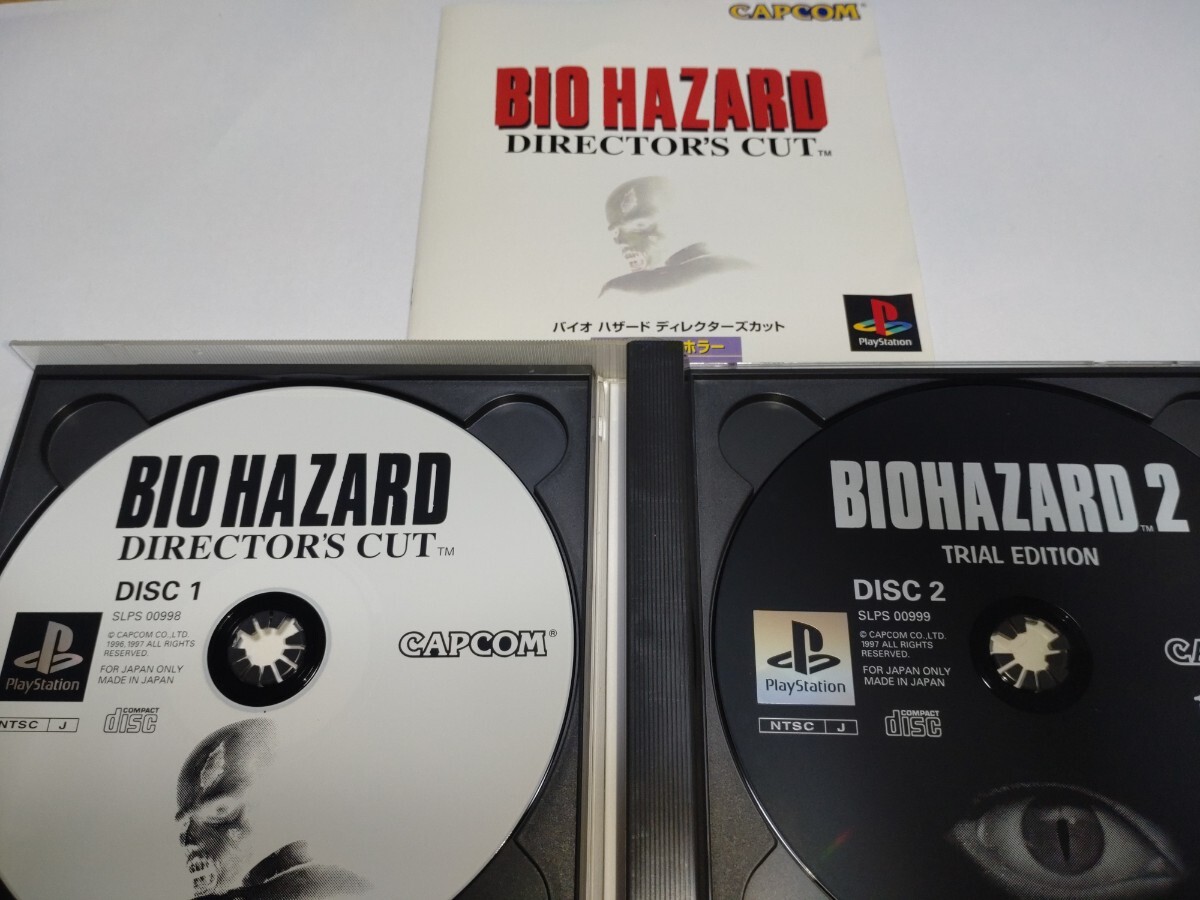 CAPCOM®
BIO HAZARD
DIRECTOR'S CUT™
バイオ ハザード ディレクターズカット
ホラー
PlayStation
BIO HAZARD
DIRECTOR'S CUT™
DISC 1
SLPS 00998
© CAPCOM CO.,LTD.
1996,1997 ALL RIGHTS
RESERVED.
FOR JAPAN ONLY
MADE IN JAPAN
PlayStation
CAPCOM®
NTSC J
COMPACT
disc
BIOHAZARD™2
TRIAL EDITION
DISC 2
SLPS 00999
© CAPCOM CO.,LTD.
1997 ALL RIGHTS
RESERVED.
FOR JAPAN ONLY
MADE IN JAPAN
PlayStation
NTSC J
COMPACT
disc